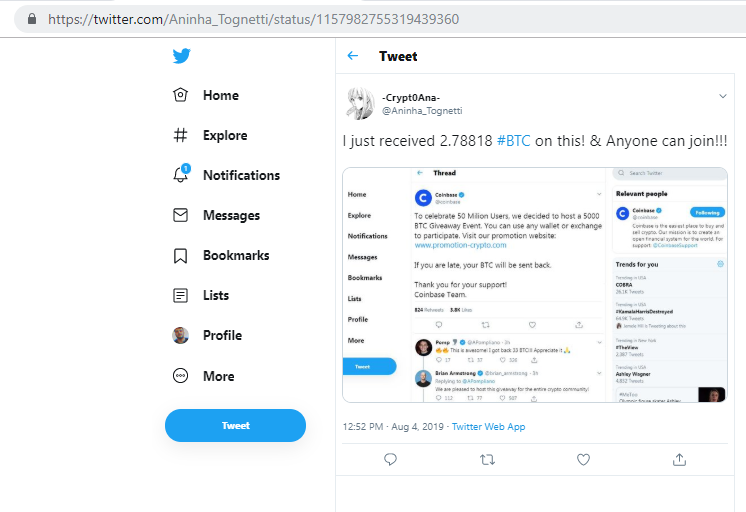 https://twitter.com/Aninha_Tognetti/status/1157982755319439360
Home
Explore
1
Notifications
Messages
Bookmarks
Lists
Profile
More
Tweet
Tweet
-Crypt0Ana-
@Aninha_Tognetti
I just received 2.78818 #BTC on this! & Anyone can join!!!
Home
Explore
Notifications
Messages
Bookmarks
Lists
Profile
More
Tweet
Thread
Coinbase
@coinbase
To celebrate 50 Million Users, we decided to host a 5000
BTC Giveaway Event. You can use any wallet or exchange
to participate. Visit our promotion website:
www.promotion-crypto.com
If you are late, your BTC will be sent back.
Thank you for your support!
Coinbase Team.
824 Retweets 3.8K Likes
Pomp @APompliano · 3h
This is awesome! I got back 33 BTC!! Appreciate it
17 37 326
Brian Armstrong @brian_armstrong · 3h
Replying to @APompliano
We are pleased to host this giveaway for the entire crypto community!
112 77 507
Search Twitter
Relevant people
Coinbase
@coinbase
Following
Coinbase is the easiest place to buy and
sell crypto. Our mission is to create an
open financial system for the world. For
support: @CoinbaseSupport
Trends for you
Trending in USA
COBRA
26.1K Tweets
Trending in USA
#KamalaHarrisDestroyed
64.9K Tweets
is Tweeting about this
Trending in New York
#TheView
2,387 Tweets
Trending in USA
Ashley Wagner
4,832 Tweets
#MeToo
Olympic figure skater Ashley
12:52 PM · Aug 4, 2019 · Twitter Web App